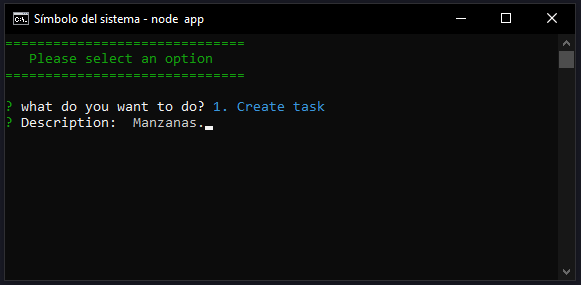 Símbolo del sistema - node app
==============================
Please select an option
==============================
? what do you want to do? 1. Create task
? Description: Manzanas.